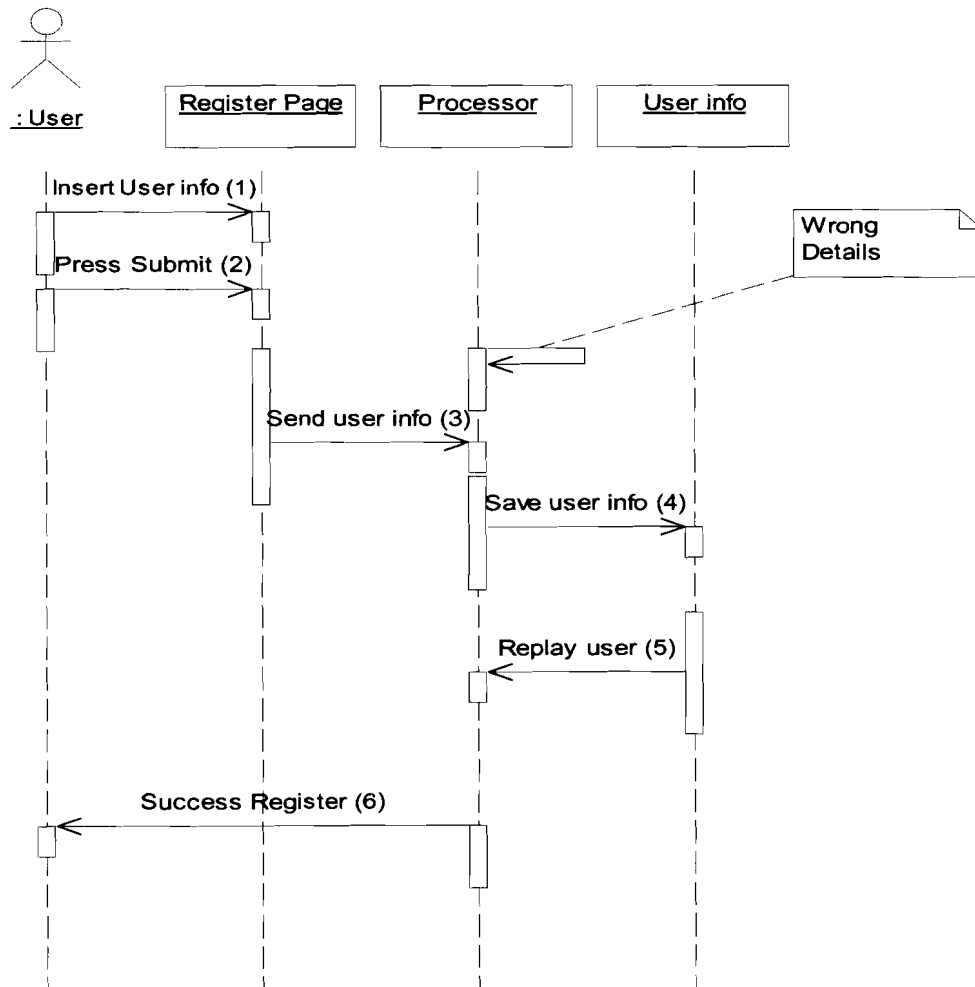 : User
Register Page
Processor
User info
Insert User info (1)
Wrong
Details
Press Submit (2)
Send user info (3)
Save user info (4)
Replay user (5)
Success Register (6)